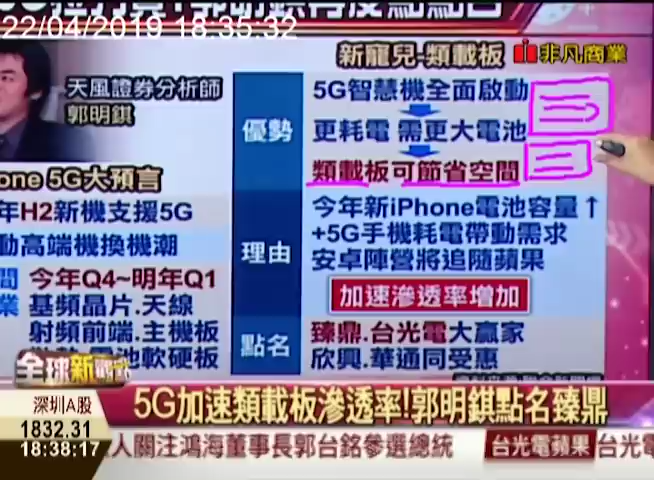 22/04/2019 18:35:32
新寵兒-類載板
非凡商業
天風證券分析師
郭明錤
one 5G大預言
年H2新機支援5G
動高端機換機潮
今年Q4~明年Q1
基頻晶片.天線
射頻前端.主機板
電池軟硬板
優勢
5G智慧機全面啟動
更耗電 需更大電池
類載板可節省空間
理由
今年新iPhone電池容量↑
+5G手機耗電帶動需求
安卓陣營將追隨蘋果
加速滲透率增加
點名
臻鼎.台光電大贏家
欣興.華通同受惠
全球新戰
5G加速類載板滲透率!郭明錤點名臻鼎
深圳A股
1832.31
18:38:17
人關注鴻海董事長郭台銘參選總統
台光電蘋果
台光電